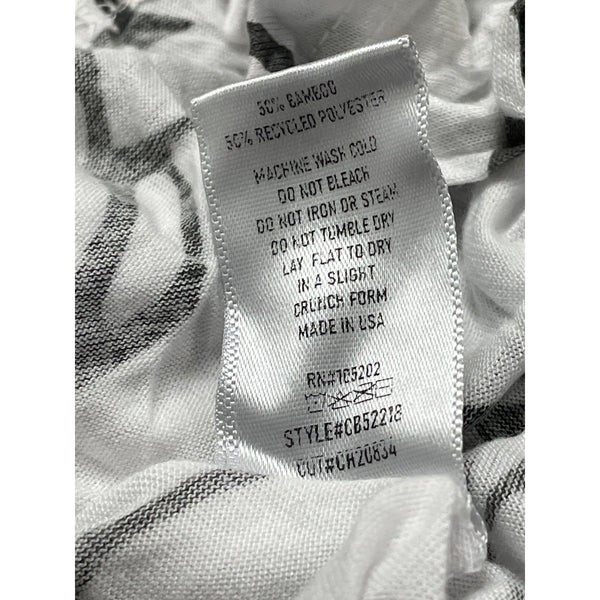 50% BAMBOO
50% RECYCLED POLYESTER
MACHINE WASH COLD
DO NOT BLEACH
DO NOT IRON OR STEAM
DO NOT TUMBLE DRY
LAY FLAT TO DRY
IN A SLIGHT
CRUNCH FORM
MADE IN USA
RN#105202
STYLE#CB52218
CUT#CH20834